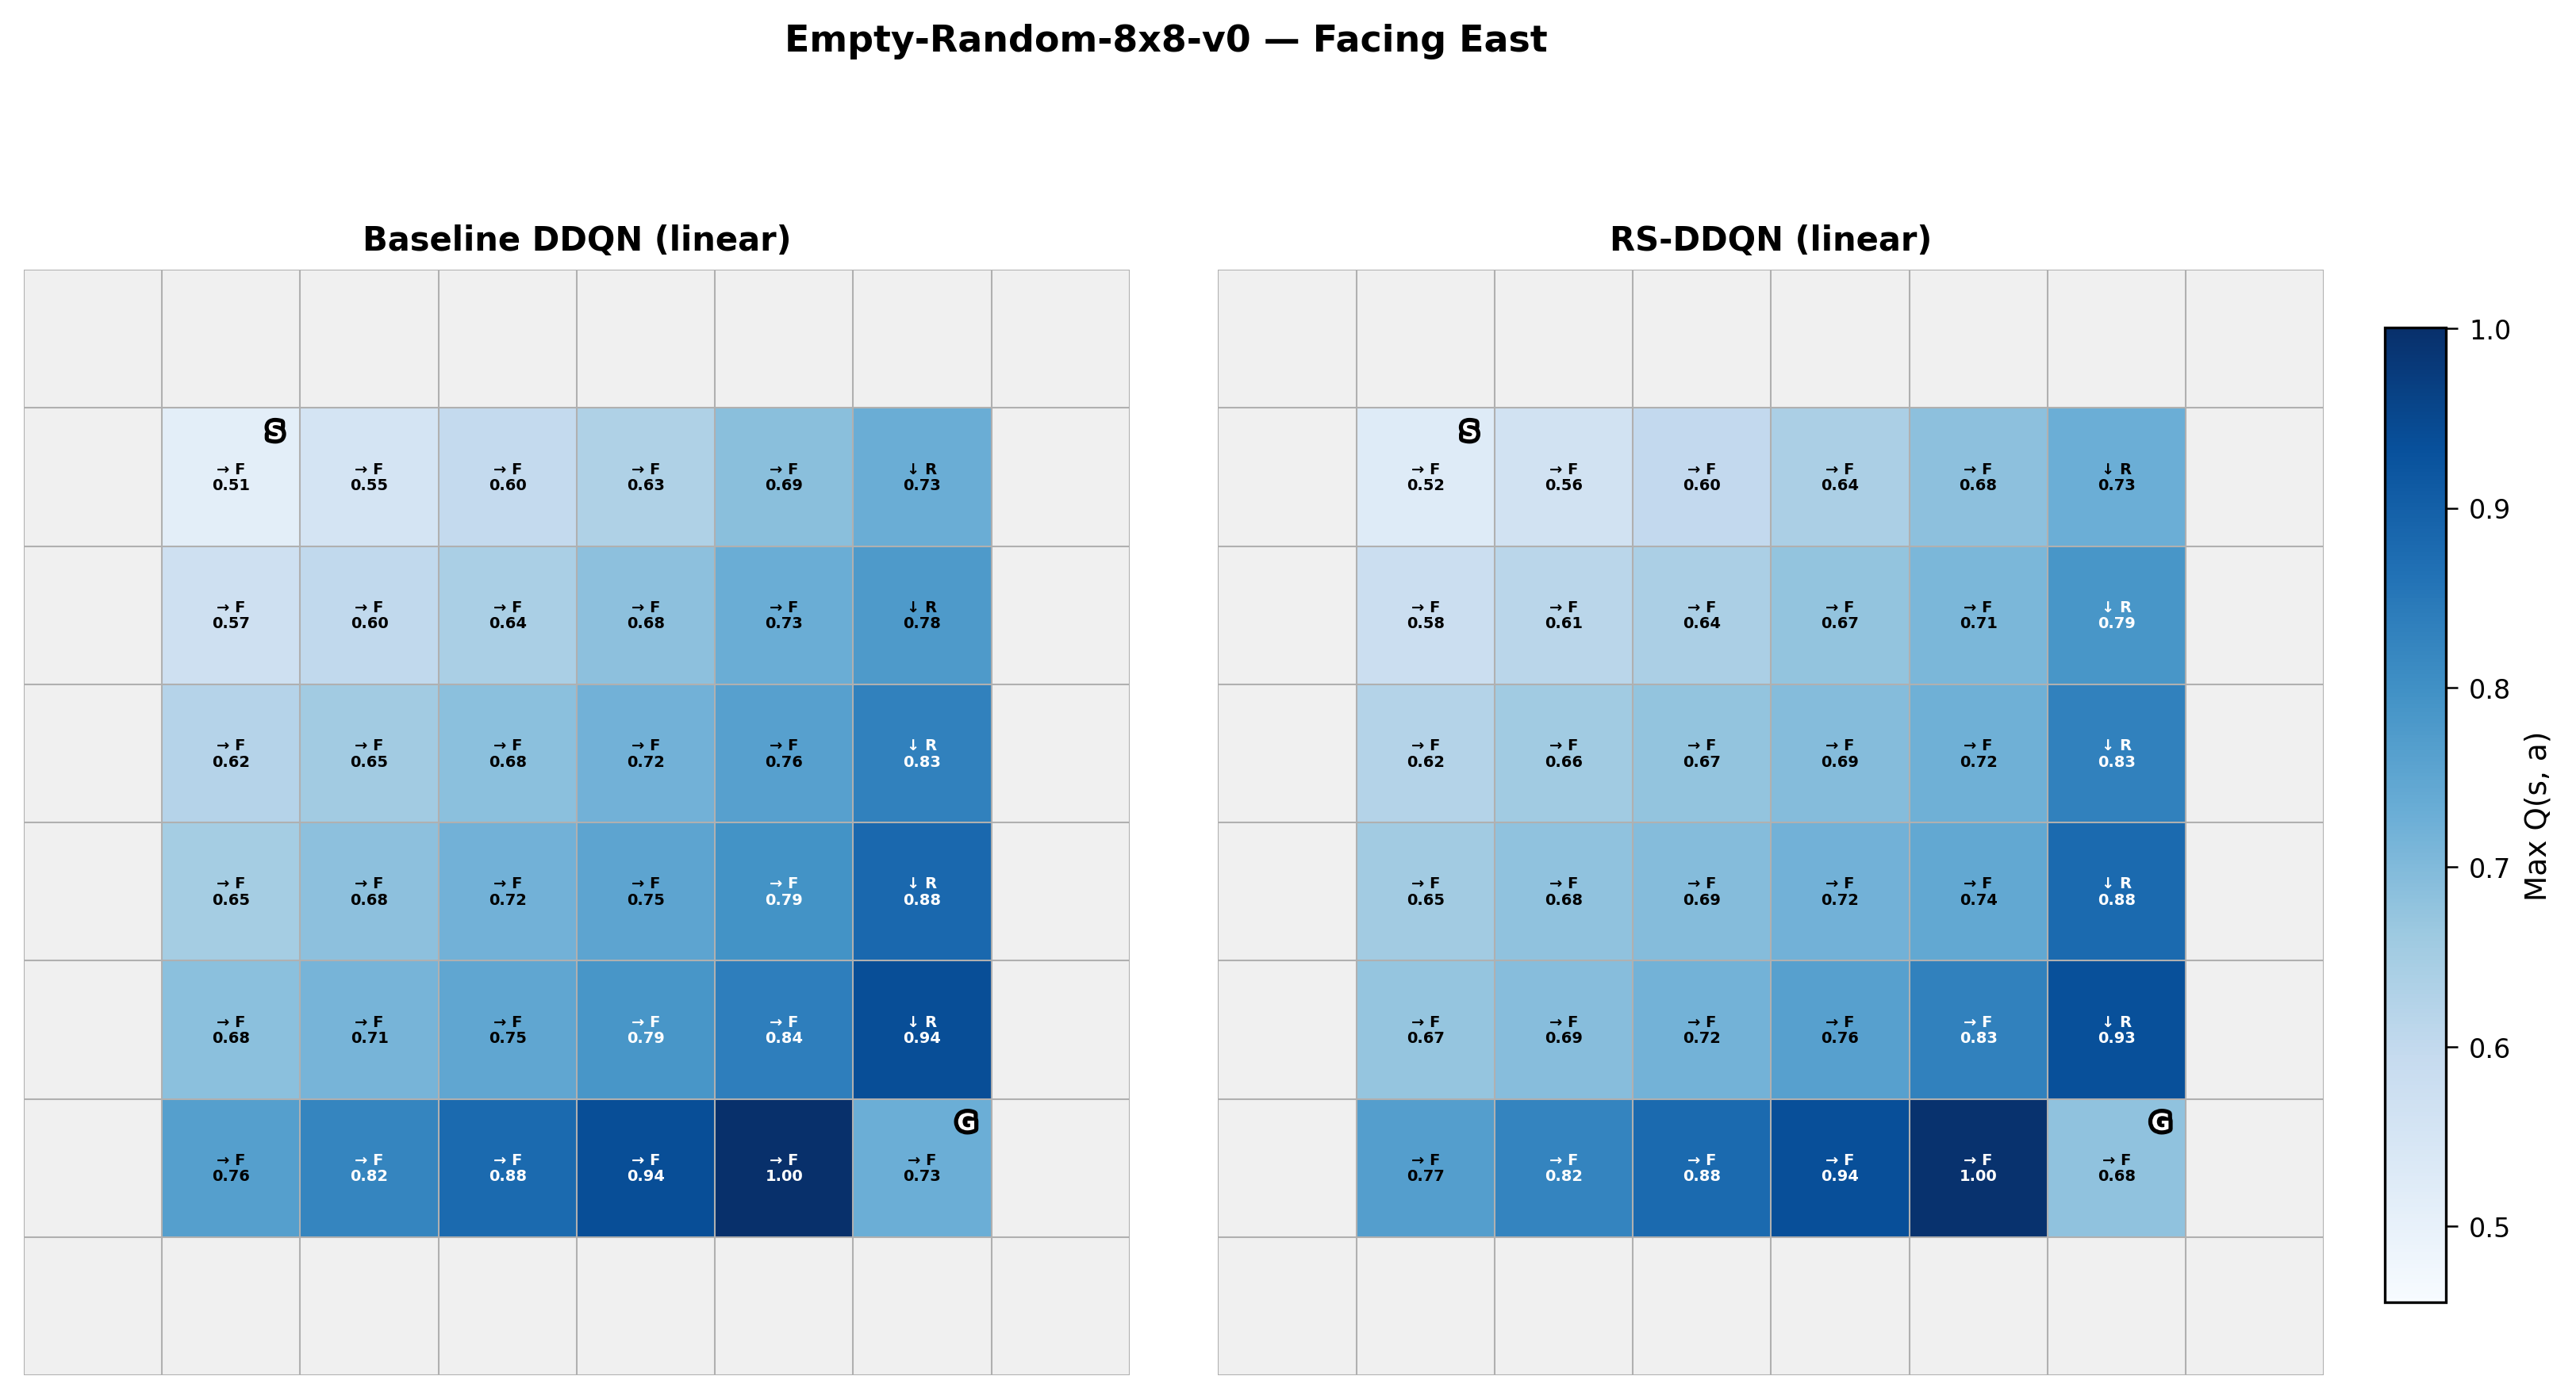 Empty-Random-8x8-v0 — Facing East
Baseline DDQN (linear)
S
→ F → F → F → F → F ↓ R
0.51 0.55 0.60 0.63 0.69 0.73
→ F → F → F → F → F ↓ R
0.57 0.60 0.64 0.68 0.73 0.78
→ F → F → F → F → F ↓ R
0.62 0.65 0.68 0.72 0.76 0.83
→ F → F → F → F → F ↓ R
0.65 0.68 0.72 0.75 0.79 0.88
→ F → F → F → F → F ↓ R
0.68 0.71 0.75 0.79 0.84 0.94
G
→ F → F → F → F → F → F
0.76 0.82 0.88 0.94 1.00 0.73
RS-DDQN (linear)
S
→ F → F → F → F → F ↓ R
0.52 0.56 0.60 0.64 0.68 0.73
→ F → F → F → F → F ↓ R
0.58 0.61 0.64 0.67 0.71 0.79
→ F → F → F → F → F ↓ R
0.62 0.66 0.67 0.69 0.72 0.83
→ F → F → F → F → F ↓ R
0.65 0.68 0.69 0.72 0.74 0.88
→ F → F → F → F → F ↓ R
0.67 0.69 0.72 0.76 0.83 0.93
G
→ F → F → F → F → F → F
0.77 0.82 0.88 0.94 1.00 0.68
1.0
0.9
0.8
0.7
0.6
0.5
Max Q(s, a)